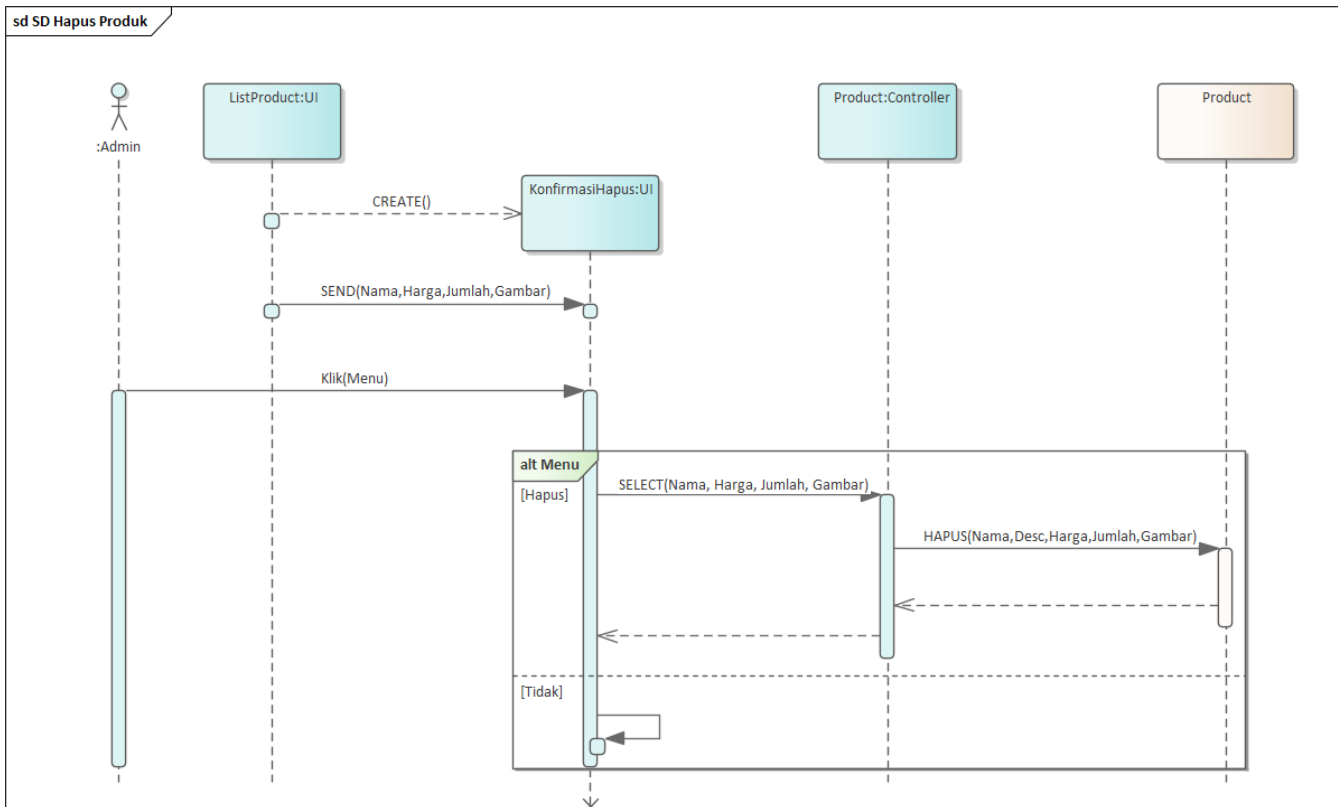 sd SD Hapus Produk
ListProduct:UI
Product:Controller
Product
:Admin
KonfirmasiHapus:UI
CREATE()
SEND(Nama,Harga,Jumlah,Gambar)
Klik(Menu)
alt Menu
[Hapus]
SELECT(Nama, Harga, Jumlah, Gambar)
HAPUS(Nama,Desc,Harga,Jumlah,Gambar)
[Tidak]